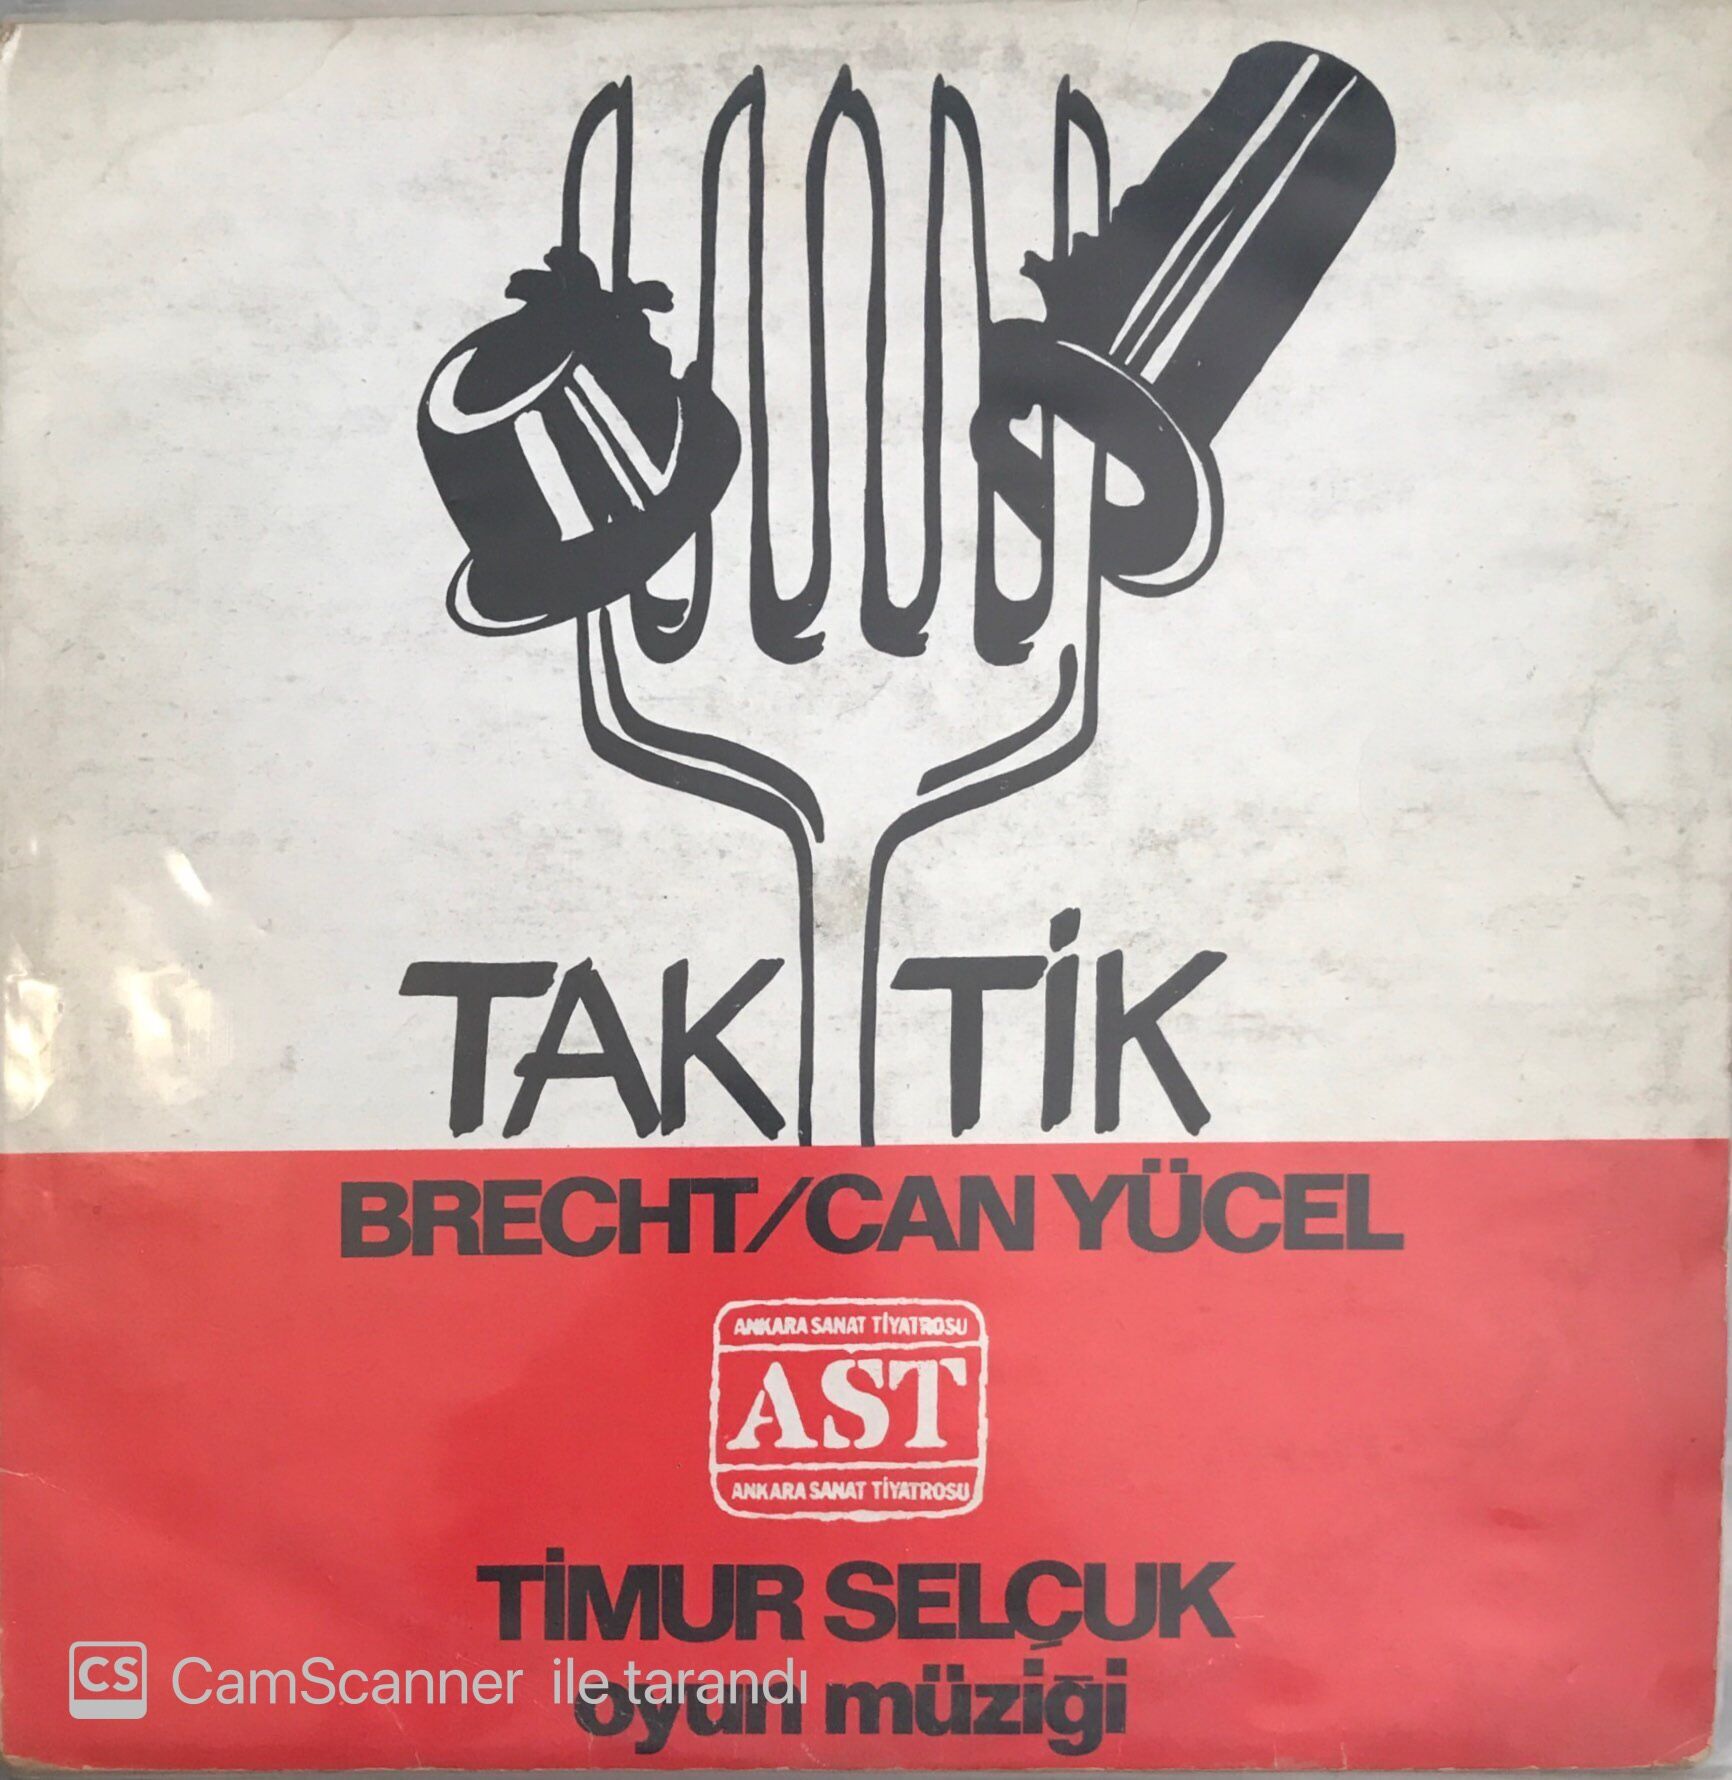 TAK TİK
BRECHT/CAN YÜCEL
ANKARA SANAT TİYATROSU
AST
ANKARA SANAT TİYATROSU
TİMUR SELÇUK
oyun müziği
CS CamScanner ile tarandı